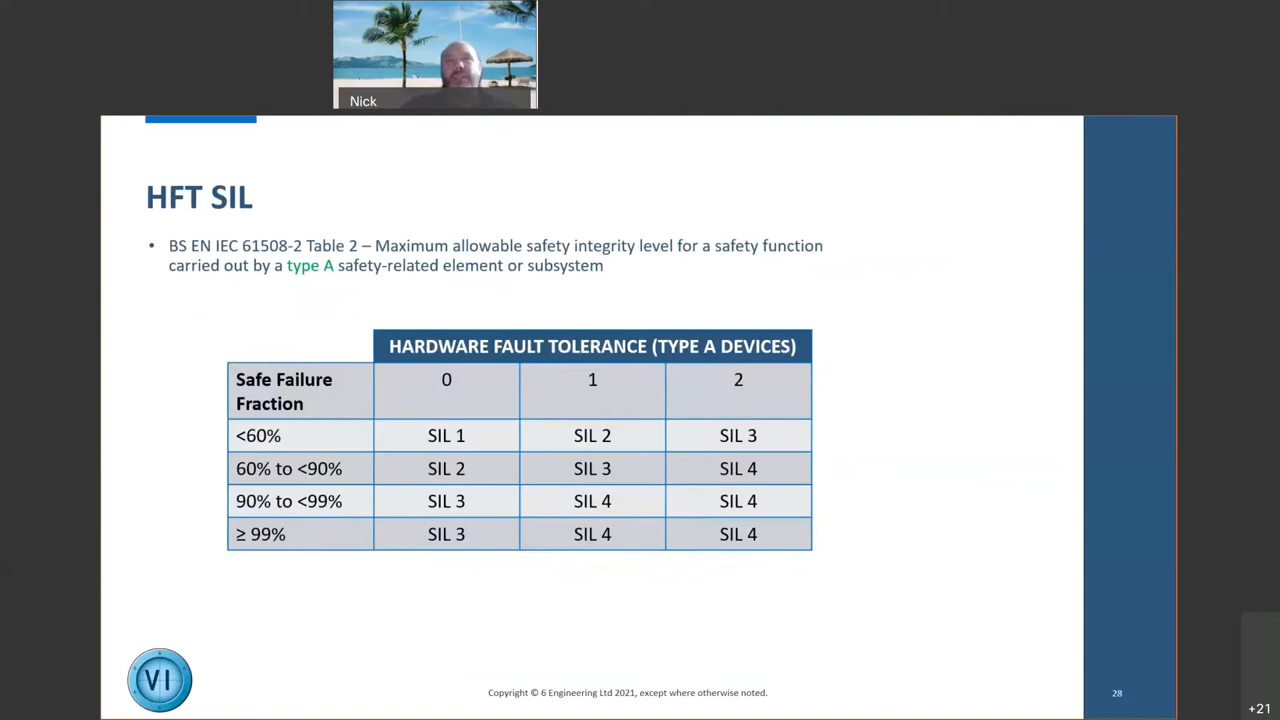 Nick
HFT SIL
• BS EN IEC 61508-2 Table 2 – Maximum allowable safety integrity level for a safety function
carried out by a type A safety-related element or subsystem
HARDWARE FAULT TOLERANCE (TYPE A DEVICES)
Safe Failure
Fraction
0 1 2
<60% SIL 1 SIL 2 SIL 3
60% to <90% SIL 2 SIL 3 SIL 4
90% to <99% SIL 3 SIL 4 SIL 4
≥ 99% SIL 3 SIL 4 SIL 4
VI
Copyright © 6 Engineering Ltd 2021, except where otherwise noted.
28
+21